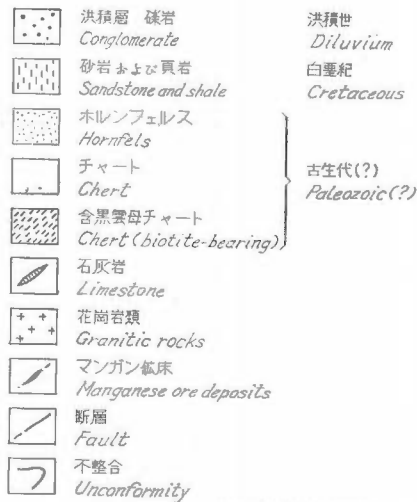 洪積層 礫岩
Conglomerate
洪積世
Diluvium
砂岩および頁岩
Sandstone and shale
白亜紀
Cretaceous
ホルンフェルス
Hornfels
チャート
Chert
古生代(?)
Paleozoic(?)
含黒雲母チャート
Chert (biotite-bearing)
石灰岩
Limestone
花崗岩類
Granitic rocks
マンガン鉱床
Manganese ore deposits
断層
Fault
不整合
Unconformity